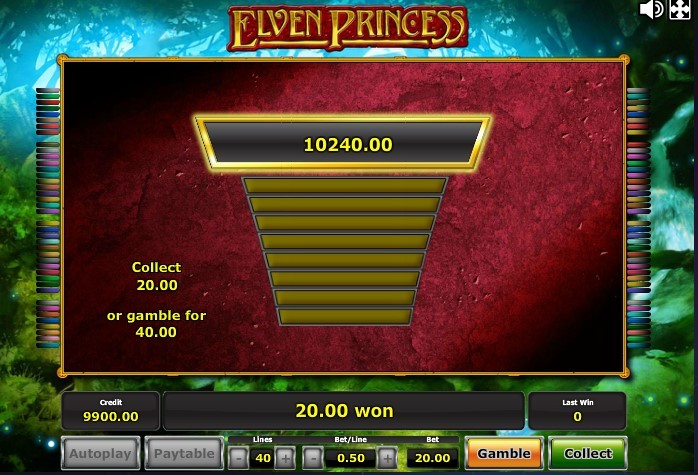 ELVEN PRINCESS
10240.00
Collect
20.00
or gamble for
40.00
Credit
9900.00
20.00 won
Last Win
0
Lines
Bet/Line
Bet
Autoplay
Paytable
- 40 +
- 0.50 +
20.00
Gamble
Collect